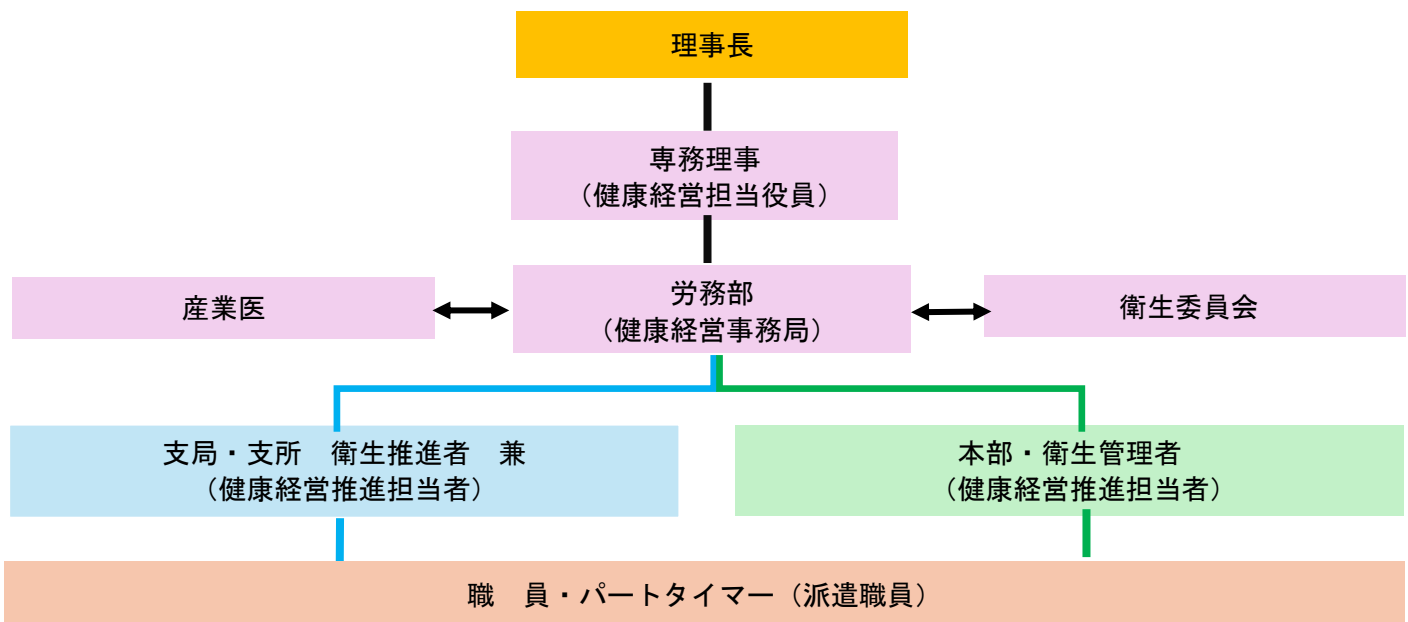 理事長
専務理事
（健康経営担当役員）
産業医
労務部
（健康経営事務局）
衛生委員会
支局・支所　衛生推進者　兼
（健康経営推進担当者）
本部・衛生管理者
（健康経営推進担当者）
職　員・パートタイマー（派遣職員）